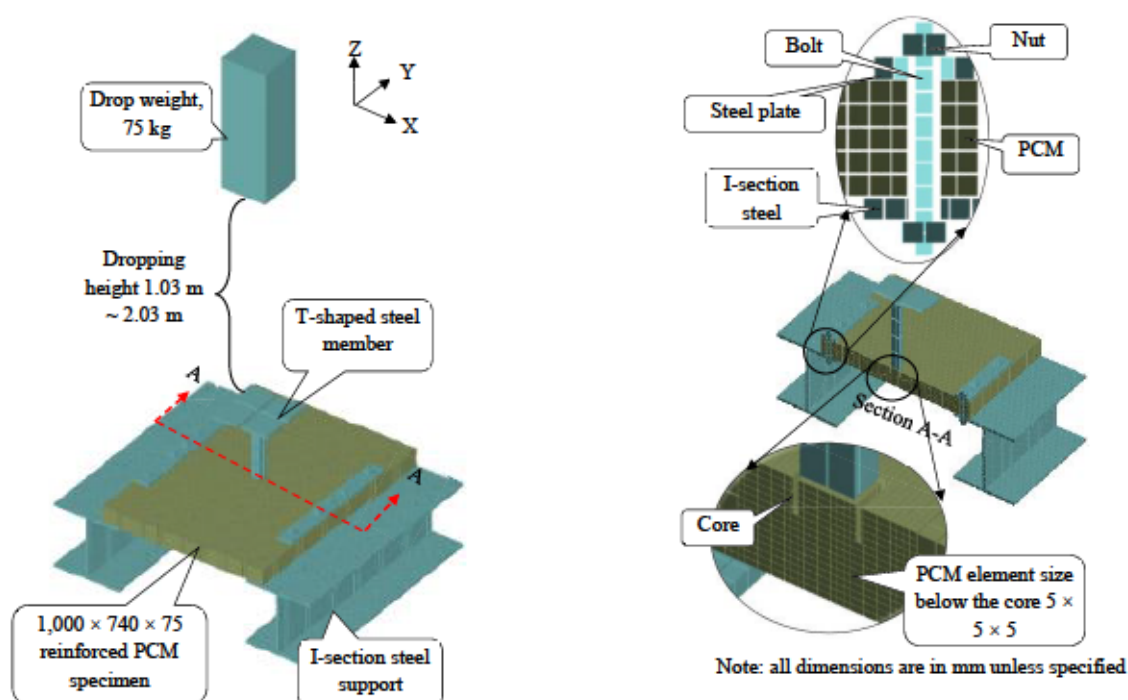 Z
Y
X
Drop weight,
75 kg
Dropping
height 1.03 m
~ 2.03 m
T-shaped steel
member
A
A
1,000 × 740 × 75
reinforced PCM
specimen
I-section steel
support
Bolt
Nut
Steel plate
PCM
I-section
steel
Section A-A
Core
PCM element size
below the core 5 ×
5 × 5
Note: all dimensions are in mm unless specified